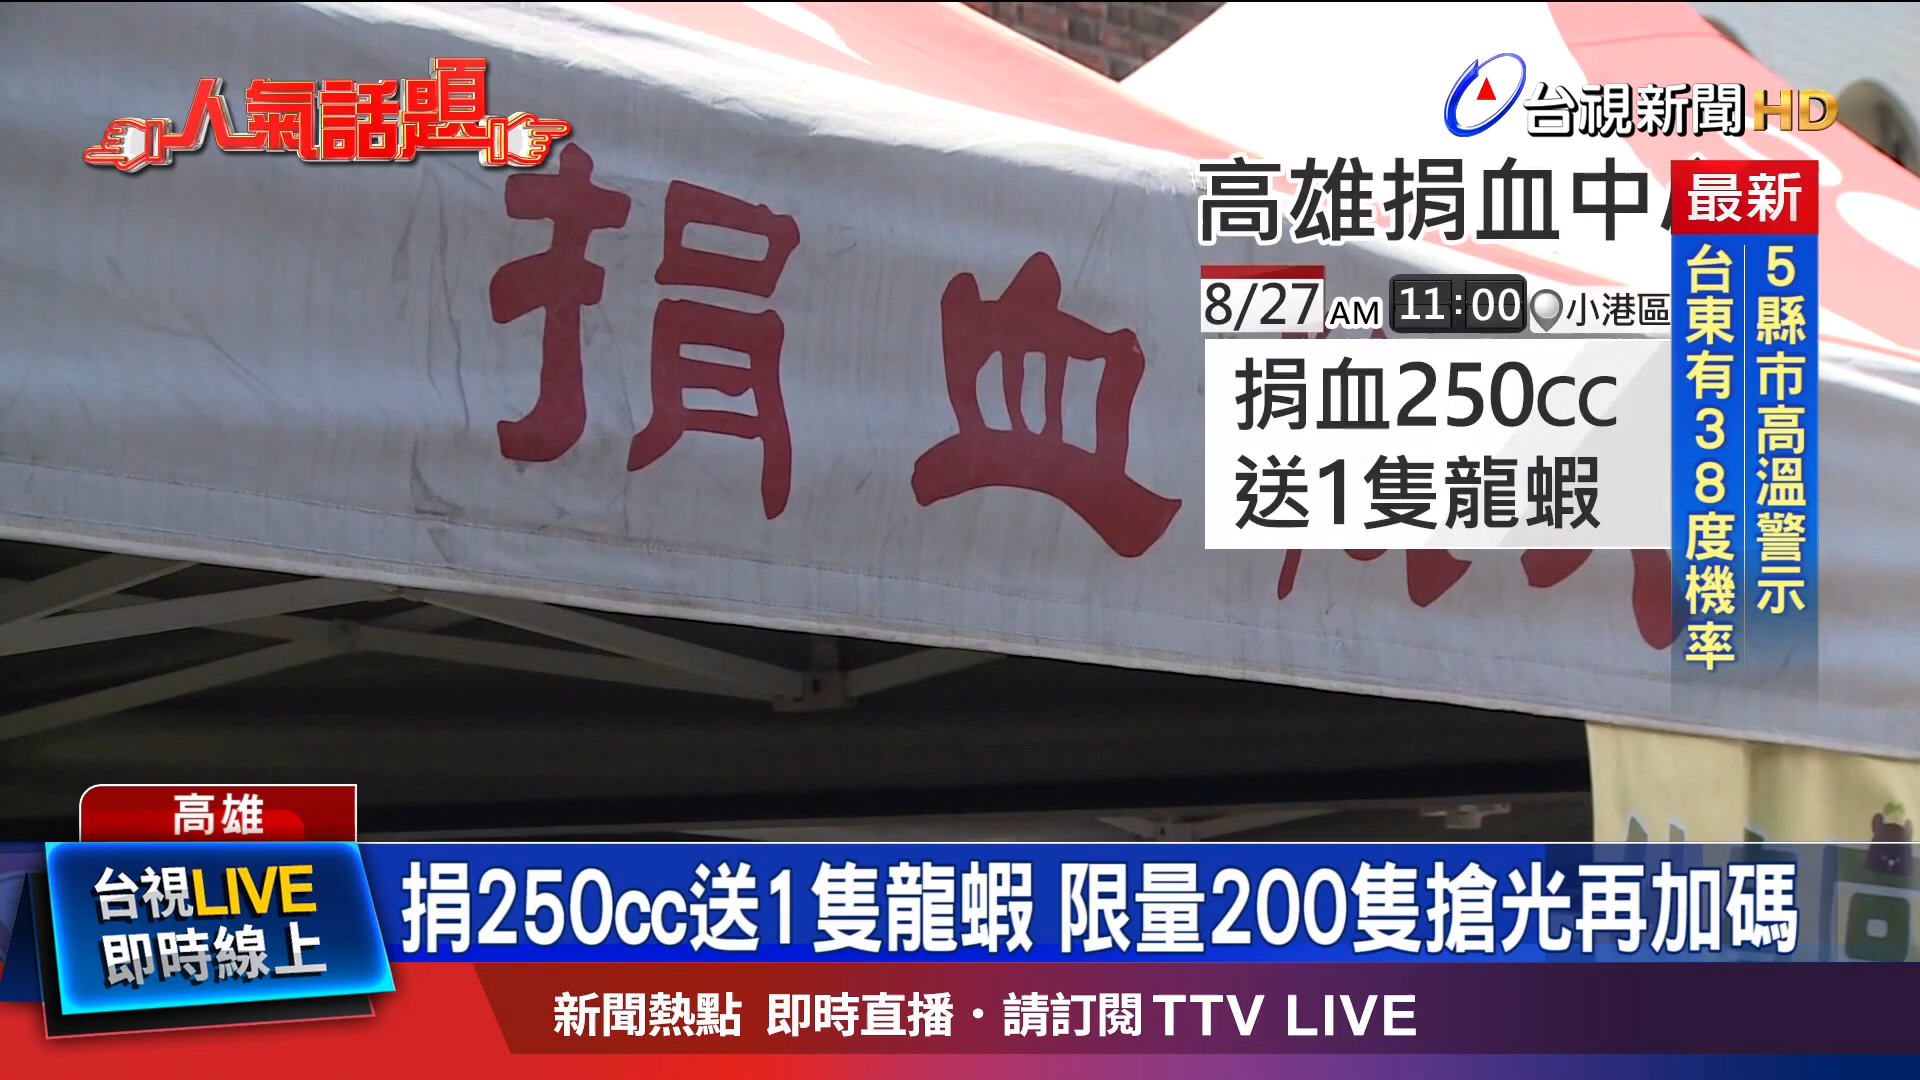 人氣話題
台視新聞HD
高雄捐血中
最新
5縣市高溫警示
台東有38度機率
8/27 AM 11:00 小港區
捐血250cc
送1隻龍蝦
捐血
高雄
台視LIVE
即時線上
捐250cc送1隻龍蝦 限量200隻搶光再加碼
新聞熱點 即時直播・請訂閱TTV LIVE